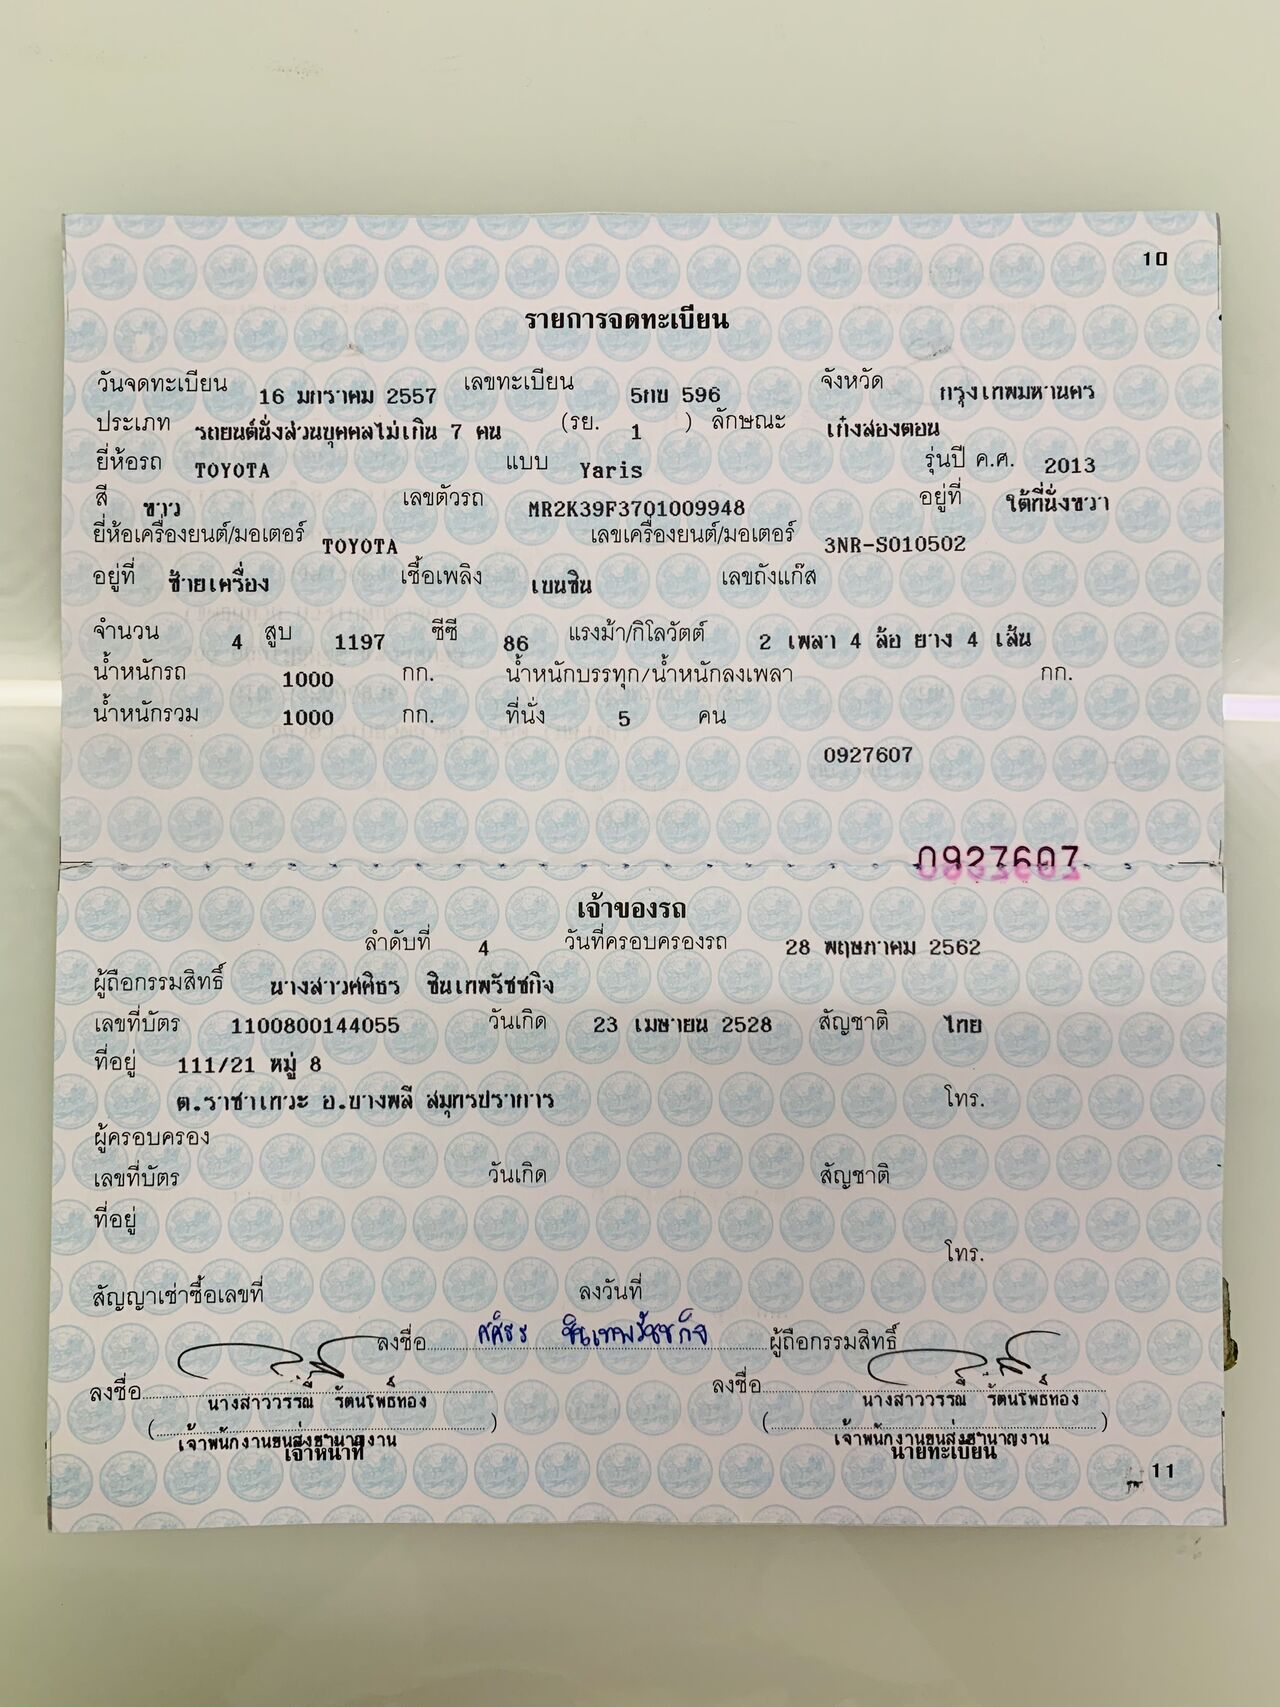 10
รายการจดทะเบียน
วันจดทะเบียน 16 มกราคม 2557 เลขทะเบียน 5กบ 596 จังหวัด กรุงเทพมหานคร
ประเภท รถยนต์นั่งส่วนบุคคลไม่เกิน 7 คน (รย. 1 ) ลักษณะ เก๋งสองตอน
ยี่ห้อรถ TOYOTA แบบ Yaris รุ่นปี ค.ศ. 2013
สี ขาว เลขตัวรถ MR2K39F3701009948 อยู่ที่ ใต้ที่นั่งขวา
ยี่ห้อเครื่องยนต์/มอเตอร์ TOYOTA เลขเครื่องยนต์/มอเตอร์ 3NR-S010502
อยู่ที่ ซ้ายเครื่อง เชื้อเพลิง เบนซิน เลขถังแก๊ส
จำนวน 4 สูบ 1197 ซีซี 86 แรงม้า/กิโลวัตต์ 2 เพลา 4 ล้อ ยาง 4 เส้น
น้ำหนักรถ 1000 กก. น้ำหนักบรรทุก/น้ำหนักลงเพลา กก.
น้ำหนักรวม 1000 กก. ที่นั่ง 5 คน
0927607
0927607
เจ้าของรถ
ลำดับที่ 4 วันที่ครอบครองรถ 28 พฤษภาคม 2562
ผู้ถือกรรมสิทธิ์ นางสาวศศิธร ชินเทพรัชชกิจ
เลขที่บัตร 1100800144055 วันเกิด 23 เมษายน 2528 สัญชาติ ไทย
ที่อยู่ 111/21 หมู่ 8
ต.ราชาเทวะ อ.บางพลี สมุทรปราการ โทร.
ผู้ครอบครอง
เลขที่บัตร วันเกิด สัญชาติ
ที่อยู่
โทร.
สัญญาเช่าซื้อเลขที่ ลงวันที่
ลงชื่อ ศศิธร ชินเทพรัชชกิจ ผู้ถือกรรมสิทธิ์
ลงชื่อ ลงชื่อ
นางสาววรรณี รัตนโพธิ์ทอง นางสาววรรณี รัตนโพธิ์ทอง
( ) ( )
เจ้าพนักงานขนส่งชำนาญงาน เจ้าพนักงานขนส่งชำนาญงาน
เจ้าหน้าที่ นายทะเบียน
11